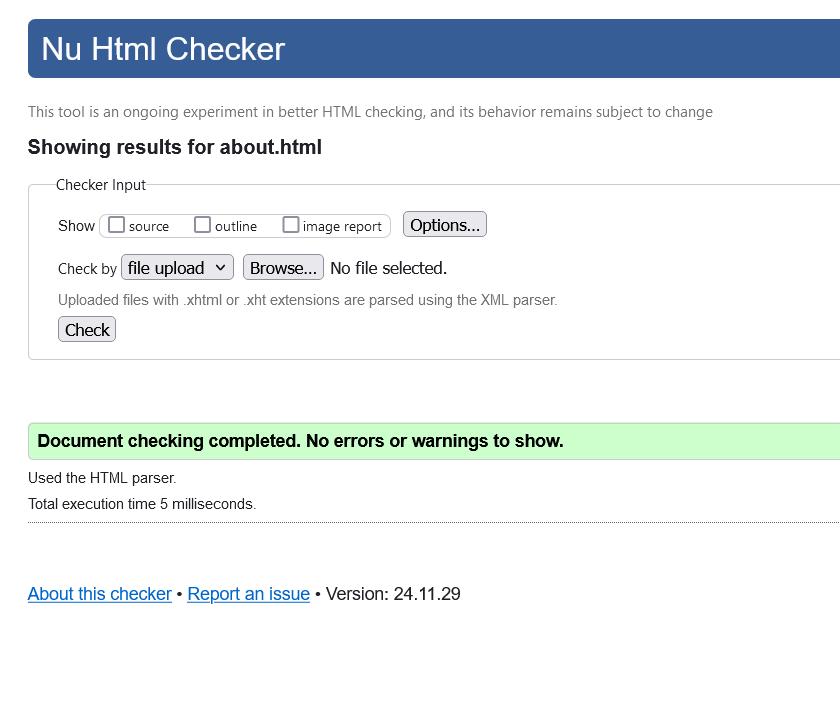 Nu Html Checker
This tool is an ongoing experiment in better HTML checking, and its behavior remains subject to change
Showing results for about.html
Checker Input
Show source outline image report Options...
Check by file upload Browse... No file selected.
Uploaded files with .xhtml or .xht extensions are parsed using the XML parser.
Check
Document checking completed. No errors or warnings to show.
Used the HTML parser.
Total execution time 5 milliseconds.
About this checker • Report an issue • Version: 24.11.29